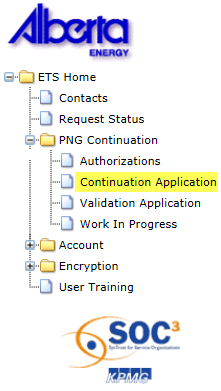 Alberta
ENERGY
ETS Home
Contacts
Request Status
PNG Continuation
Authorizations
Continuation Application
Validation Application
Work In Progress
Account
Encryption
User Training
SOC3
SysTrust for Service Organisations
KPMG